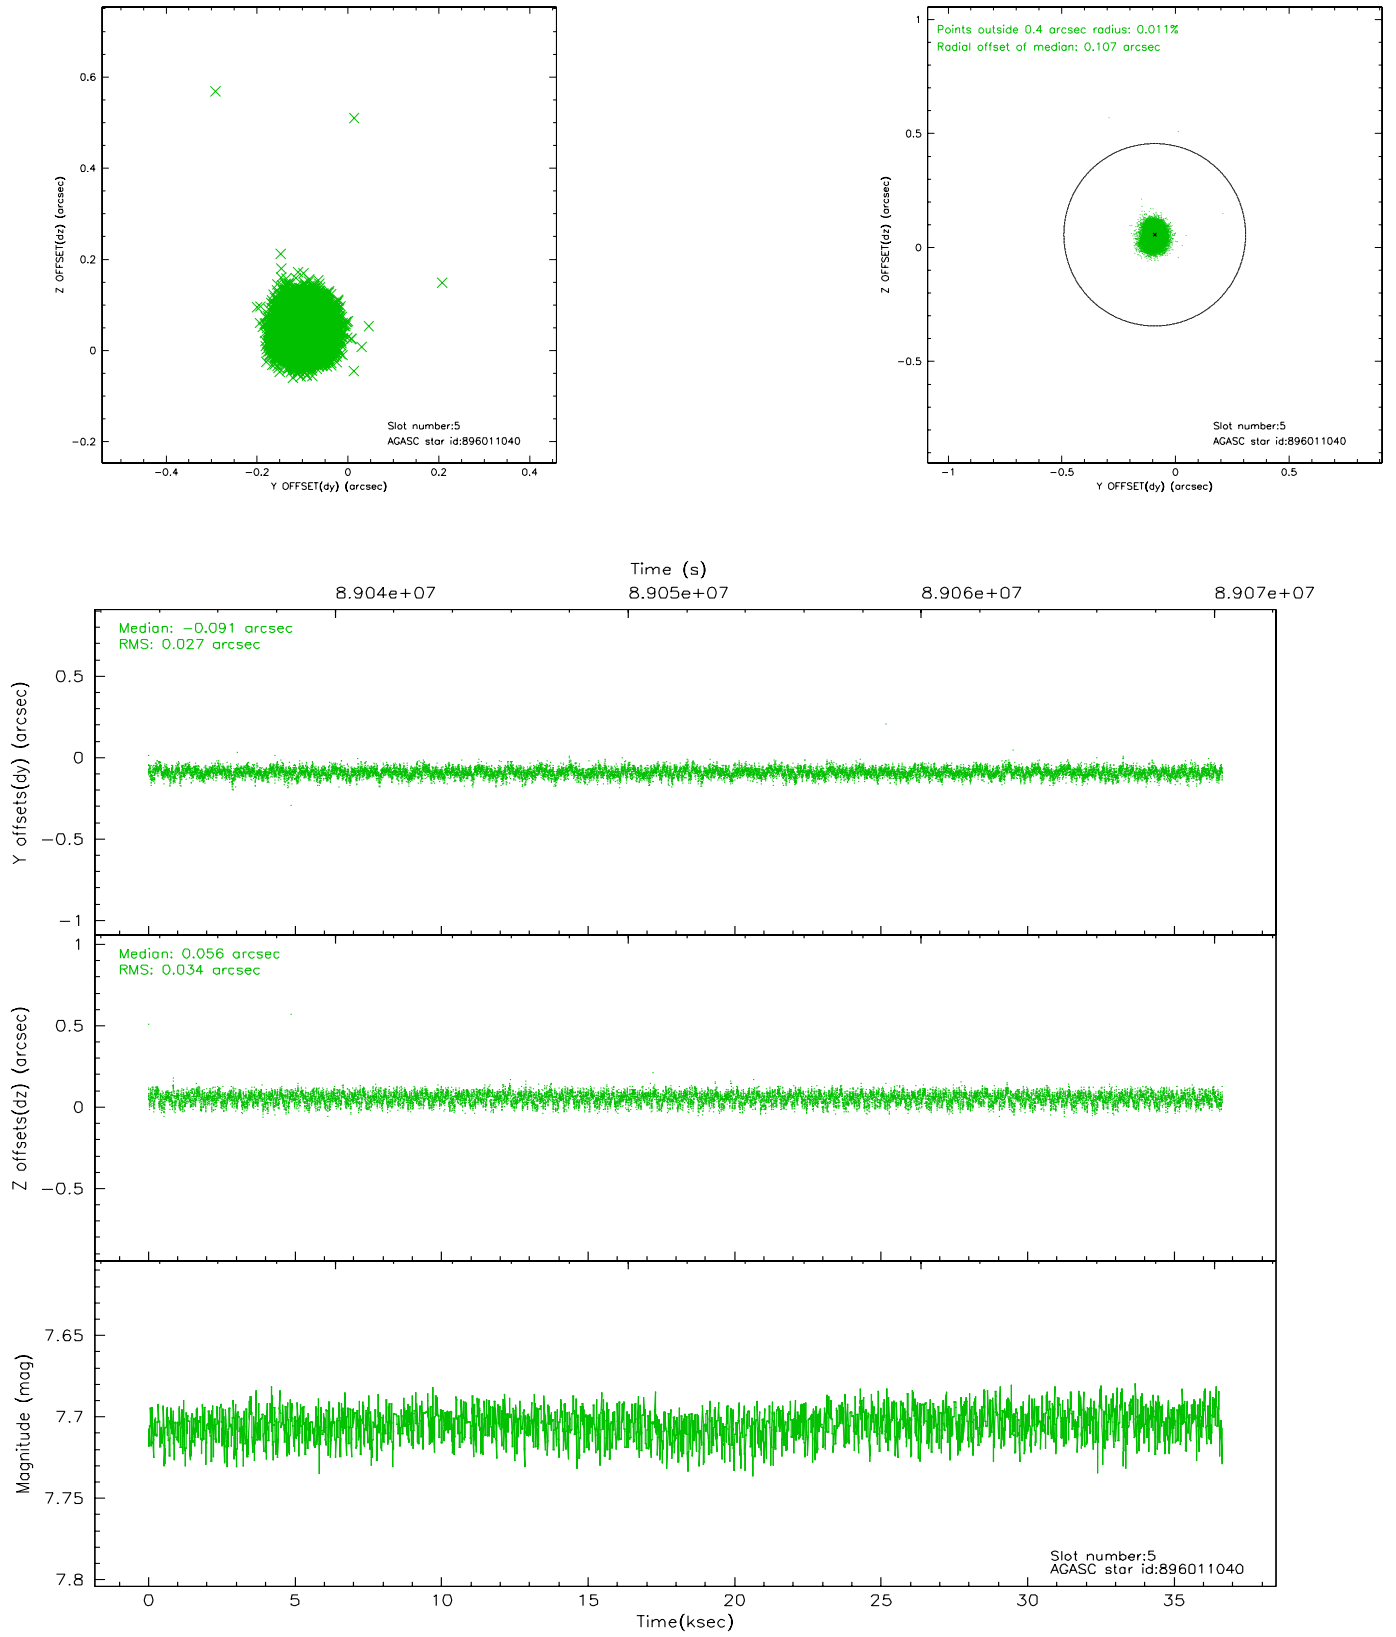 0.6
0.4
0.2
0
−0.2
Z OFFSET(dz) (arcsec)
−0.4
−0.2
0
0.2
0.4
Y OFFSET(dy) (arcsec)
Slot number:5
AGASC star id:896011040
Points outside 0.4 arcsec radius: 0.011%
Radial offset of median: 0.107 arcsec
1
0.5
0
−0.5
Z OFFSET(dz) (arcsec)
−1
−0.5
0
0.5
Y OFFSET(dy) (arcsec)
Slot number:5
AGASC star id:896011040
Time (s)
8.904e+07
8.905e+07
8.906e+07
8.907e+07
Median: −0.091 arcsec
RMS: 0.027 arcsec
0.5
0
−0.5
−1
Y offsets(dy) (arcsec)
Median: 0.056 arcsec
RMS: 0.034 arcsec
1
0.5
0
−0.5
Z offsets(dz) (arcsec)
7.65
7.7
7.75
7.8
Magnitude (mag)
Slot number:5
AGASC star id:896011040
0
5
10
15
20
25
30
35
Time(ksec)